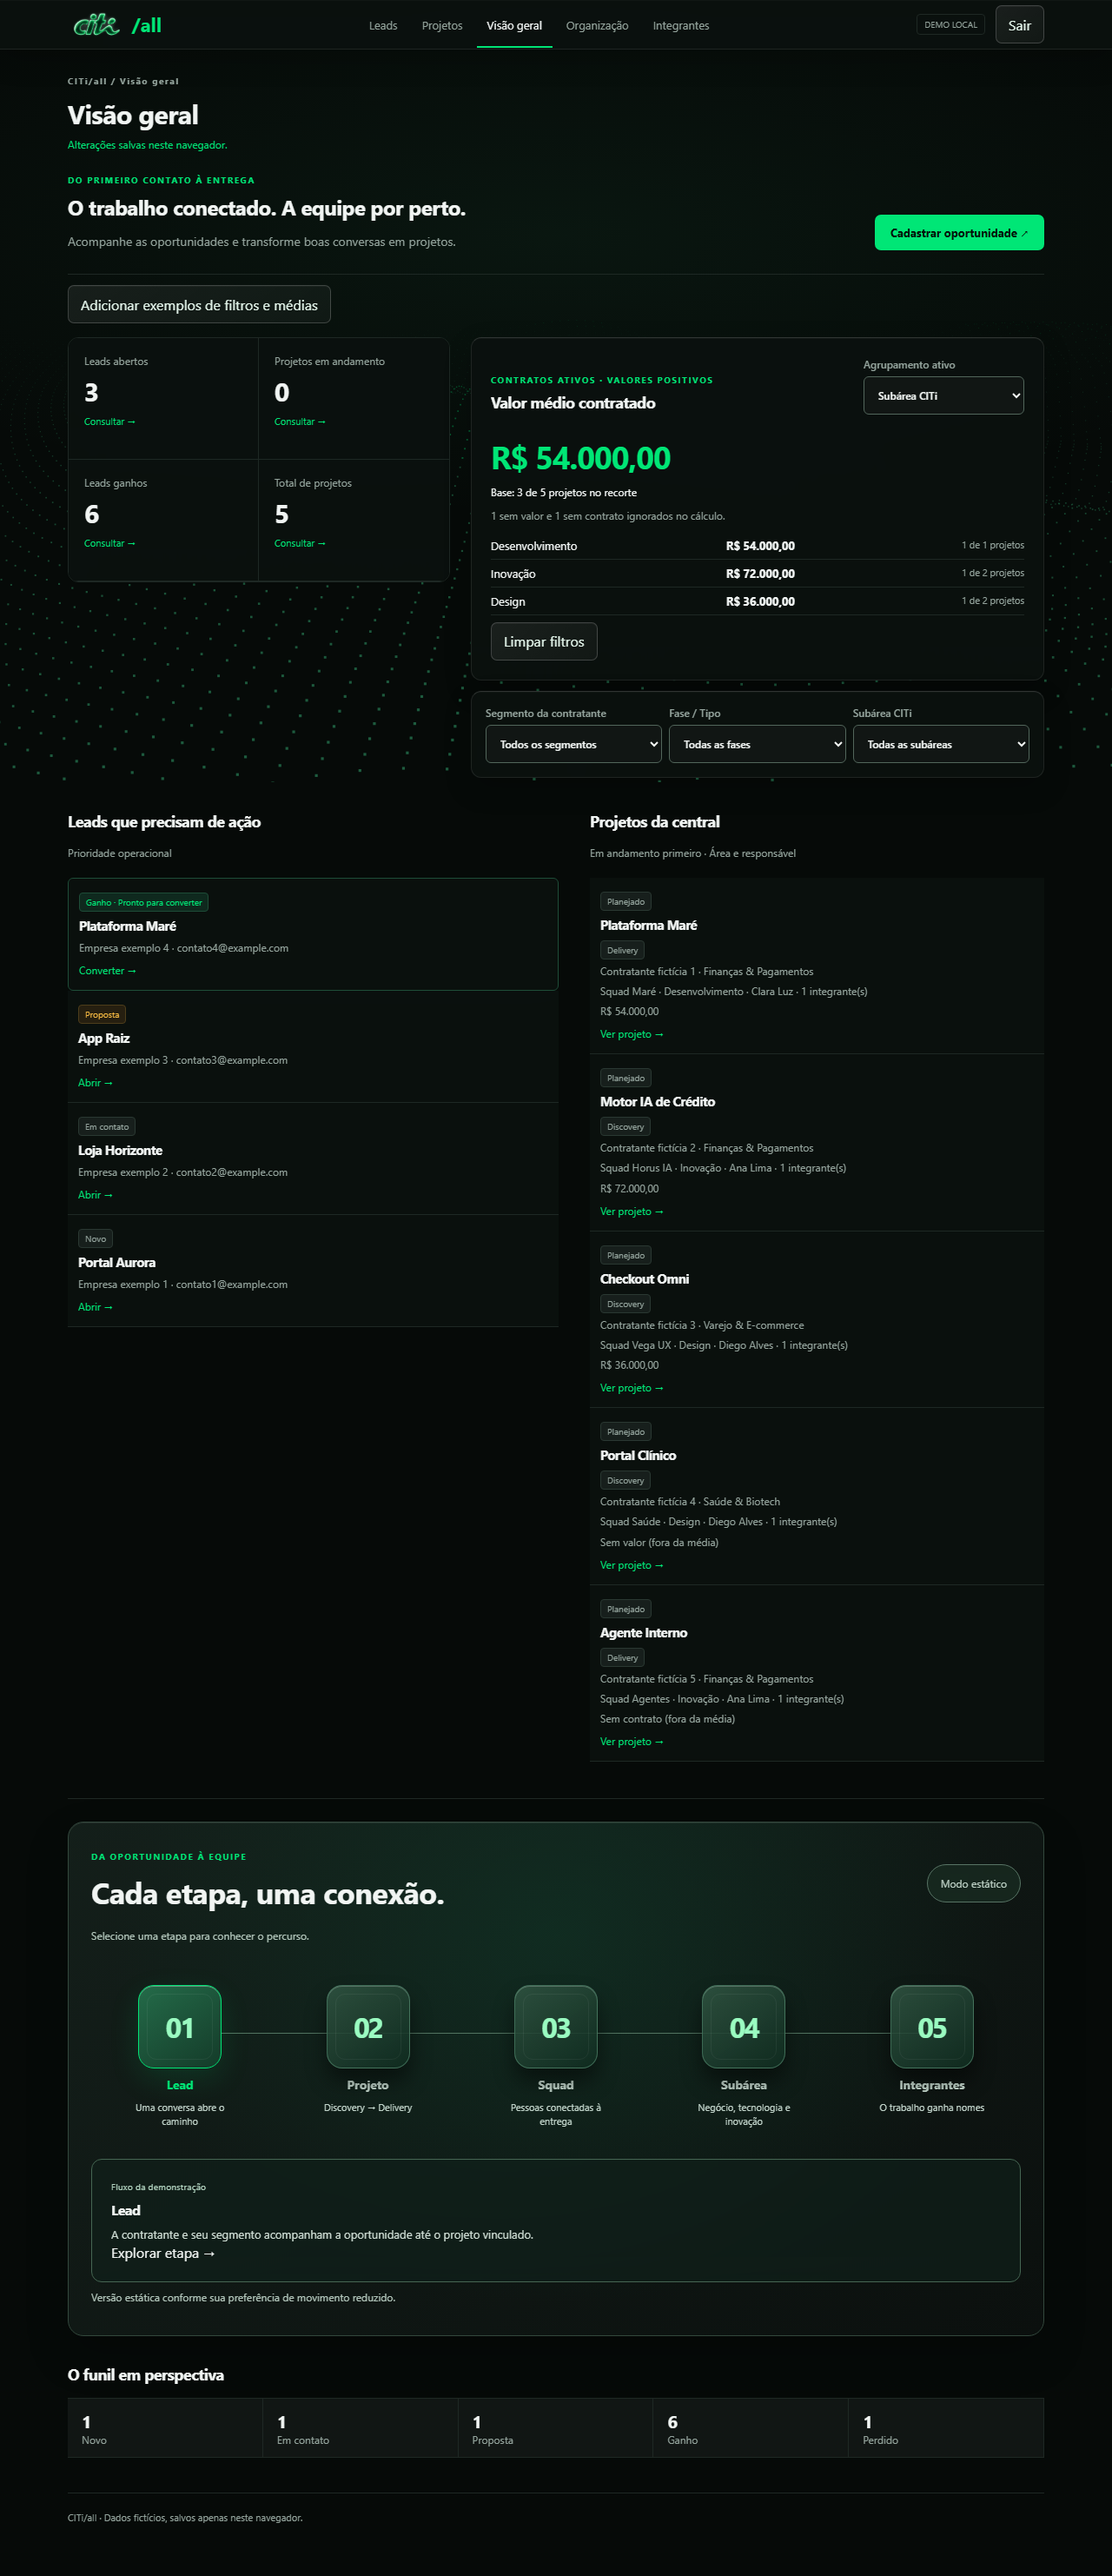 citi /all
Leads
Projetos
Visão geral
Organização
Integrantes
DEMO LOCAL
Sair
CITi/all / Visão geral
Visão geral
Alterações salvas neste navegador.
DO PRIMEIRO CONTATO À ENTREGA
O trabalho conectado. A equipe por perto.
Acompanhe as oportunidades e transforme boas conversas em projetos.
Cadastrar oportunidade ↗
Adicionar exemplos de filtros e médias
Leads abertos
3
Consultar →
Projetos em andamento
0
Consultar →
Leads ganhos
6
Consultar →
Total de projetos
5
Consultar →
CONTRATOS ATIVOS · VALORES POSITIVOS
Valor médio contratado
Agrupamento ativo
Subárea CITi
R$ 54.000,00
Base: 3 de 5 projetos no recorte
1 sem valor e 1 sem contrato ignorados no cálculo.
Desenvolvimento R$ 54.000,00 1 de 1 projetos
Inovação R$ 72.000,00 1 de 2 projetos
Design R$ 36.000,00 1 de 2 projetos
Limpar filtros
Segmento da contratante
Todos os segmentos
Fase / Tipo
Todas as fases
Subárea CITi
Todas as subáreas
Leads que precisam de ação
Prioridade operacional
Ganho · Pronto para converter
Plataforma Maré
Empresa exemplo 4 · contato4@example.com
Converter →
Proposta
App Raiz
Empresa exemplo 3 · contato3@example.com
Abrir →
Em contato
Loja Horizonte
Empresa exemplo 2 · contato2@example.com
Abrir →
Novo
Portal Aurora
Empresa exemplo 1 · contato1@example.com
Abrir →
Projetos da central
Em andamento primeiro · Área e responsável
Planejado
Plataforma Maré
Delivery
Contratante fictícia 1 · Finanças & Pagamentos
Squad Maré · Desenvolvimento · Clara Luz · 1 integrante(s)
R$ 54.000,00
Ver projeto →
Planejado
Motor IA de Crédito
Discovery
Contratante fictícia 2 · Finanças & Pagamentos
Squad Horus IA · Inovação · Ana Lima · 1 integrante(s)
R$ 72.000,00
Ver projeto →
Planejado
Checkout Omni
Discovery
Contratante fictícia 3 · Varejo & E-commerce
Squad Vega UX · Design · Diego Alves · 1 integrante(s)
R$ 36.000,00
Ver projeto →
Planejado
Portal Clínico
Discovery
Contratante fictícia 4 · Saúde & Biotech
Squad Saúde · Design · Diego Alves · 1 integrante(s)
Sem valor (fora da média)
Ver projeto →
Planejado
Agente Interno
Delivery
Contratante fictícia 5 · Finanças & Pagamentos
Squad Agentes · Inovação · Ana Lima · 1 integrante(s)
Sem contrato (fora da média)
Ver projeto →
DA OPORTUNIDADE À EQUIPE
Cada etapa, uma conexão.
Modo estático
Selecione uma etapa para conhecer o percurso.
01
Lead
Uma conversa abre o
caminho
02
Projeto
Discovery → Delivery
03
Squad
Pessoas conectadas à
entrega
04
Subárea
Negócio, tecnologia e
inovação
05
Integrantes
O trabalho ganha nomes
Fluxo da demonstração
Lead
A contratante e seu segmento acompanham a oportunidade até o projeto vinculado.
Explorar etapa →
Versão estática conforme sua preferência de movimento reduzido.
O funil em perspectiva
1
Novo
1
Em contato
1
Proposta
6
Ganho
1
Perdido
CITi/all · Dados fictícios, salvos apenas neste navegador.